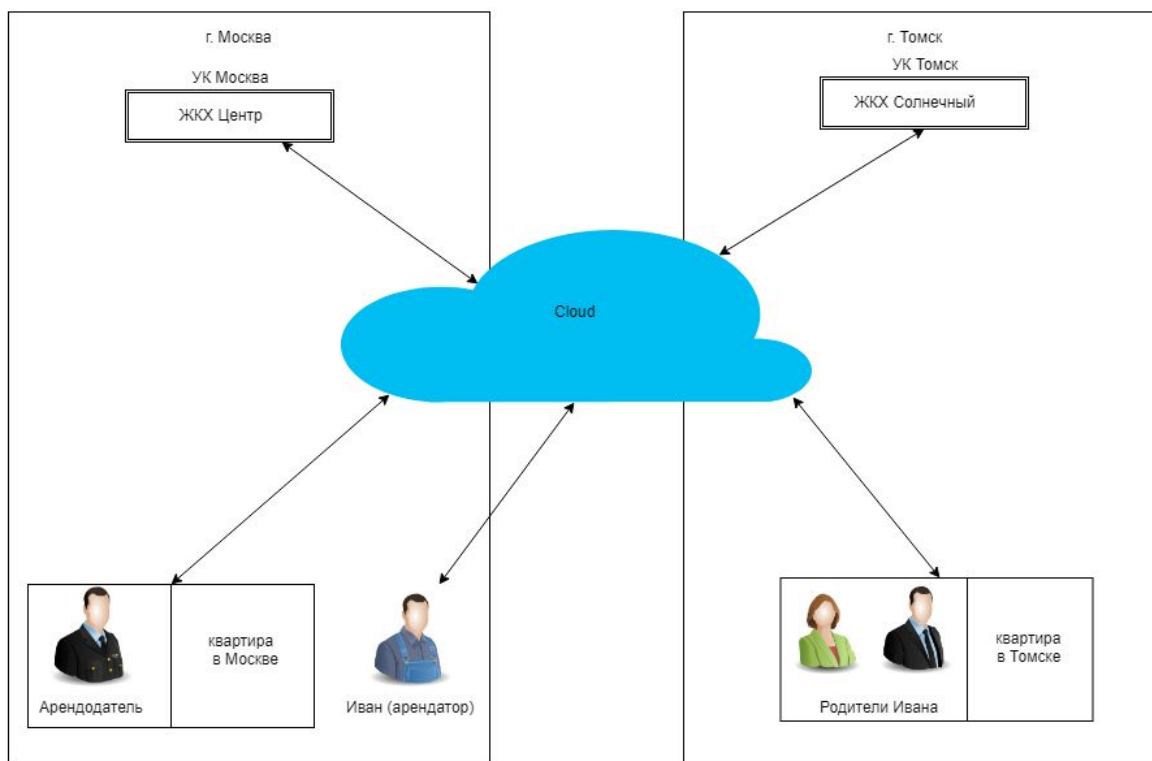 г. Москва
г. Томск
УК Москва
УК Томск
ЖКХ Центр
ЖКХ Солнечный
Cloud
квартира
в Москве
Арендодатель
Иван (арендатор)
квартира
в Томске
Родители Ивана